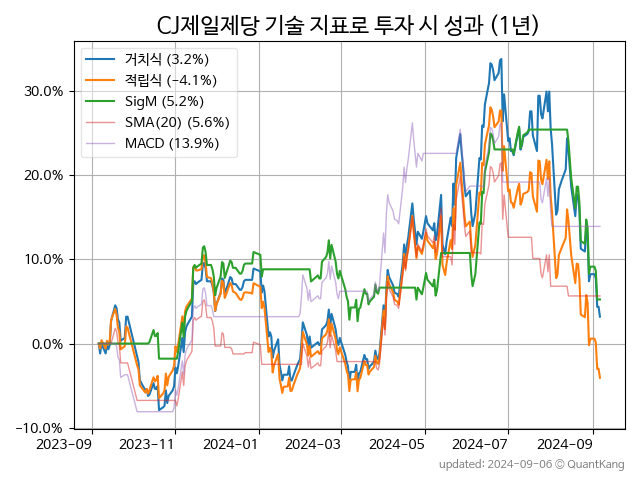 CJ제일제당 기술 지표로 투자 시 성과 (1년)
거치식 (3.2%)
적립식 (−4.1%)
SigM (5.2%)
SMA(20) (5.6%)
MACD (13.9%)
30.0%
20.0%
10.0%
0.0%
−10.0%
2023-09 2023-11 2024-01 2024-03 2024-05 2024-07 2024-09
updated: 2024-09-06 © QuantKang